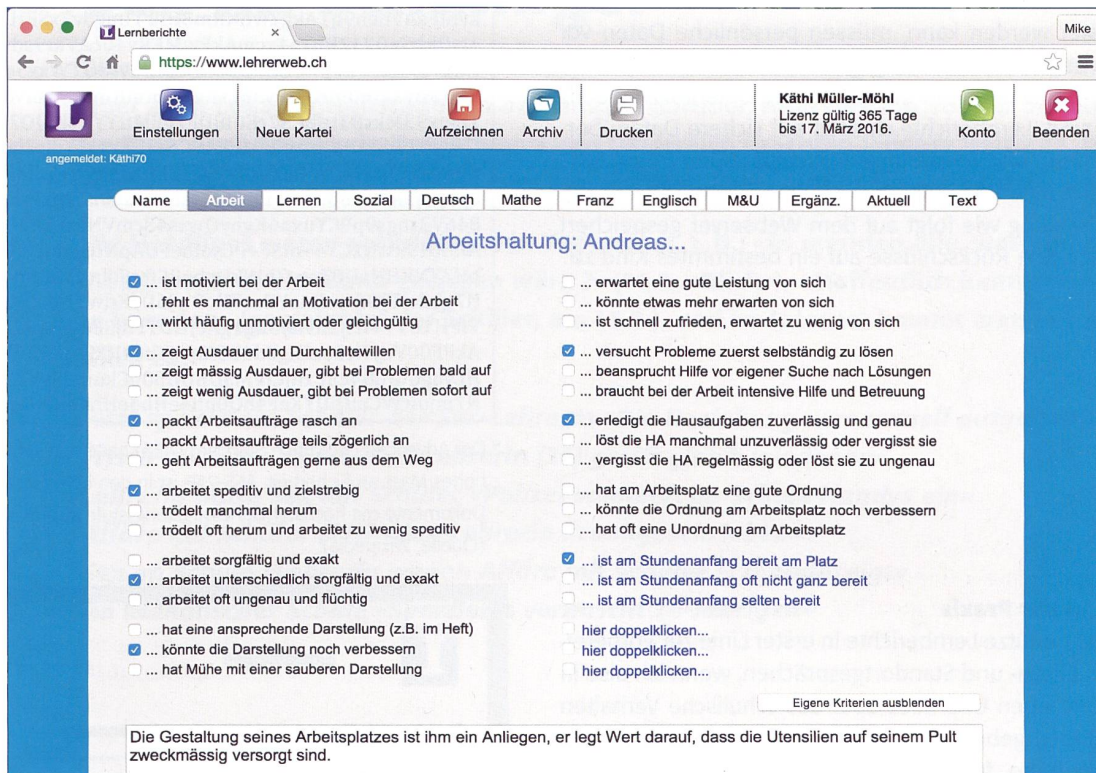 Lernberichte
Mike
https://www.lehrerweb.ch
Einstellungen
Neue Kartei
Aufzeichnen
Archiv
Drucken
Käthi Müller-Möhl
Lizenz gültig 365 Tage
bis 17. März 2016.
Konto
Beenden
angemeldet: Käthi70
Name Arbeit Lernen Sozial Deutsch Mathe Franz Englisch M&U Ergänz. Aktuell Text
Arbeitshaltung: Andreas...
... ist motiviert bei der Arbeit
... fehlt es manchmal an Motivation bei der Arbeit
... wirkt häufig unmotiviert oder gleichgültig
... zeigt Ausdauer und Durchhaltewillen
... zeigt mässig Ausdauer, gibt bei Problemen bald auf
... zeigt wenig Ausdauer, gibt bei Problemen sofort auf
... packt Arbeitsaufträge rasch an
... packt Arbeitsaufträge teils zögerlich an
... geht Arbeitsaufträgen gerne aus dem Weg
... arbeitet speditiv und zielstrebig
... trödelt manchmal herum
... trödelt oft herum und arbeitet zu wenig speditiv
... arbeitet sorgfältig und exakt
... arbeitet unterschiedlich sorgfältig und exakt
... arbeitet oft ungenau und flüchtig
... hat eine ansprechende Darstellung (z.B. im Heft)
... könnte die Darstellung noch verbessern
... hat Mühe mit einer sauberen Darstellung
... erwartet eine gute Leistung von sich
... könnte etwas mehr erwarten von sich
... ist schnell zufrieden, erwartet zu wenig von sich
... versucht Probleme zuerst selbständig zu lösen
... beansprucht Hilfe vor eigener Suche nach Lösungen
... braucht bei der Arbeit intensive Hilfe und Betreuung
... erledigt die Hausaufgaben zuverlässig und genau
... löst die HA manchmal unzuverlässig oder vergisst sie
... vergisst die HA regelmässig oder löst sie zu ungenau
... hat am Arbeitsplatz eine gute Ordnung
... könnte die Ordnung am Arbeitsplatz noch verbessern
... hat oft eine Unordnung am Arbeitsplatz
... ist am Stundenanfang bereit am Platz
... ist am Stundenanfang oft nicht ganz bereit
... ist am Stundenanfang selten bereit
hier doppelklicken...
hier doppelklicken...
hier doppelklicken...
Eigene Kriterien ausblenden
Die Gestaltung seines Arbeitsplatzes ist ihm ein Anliegen, er legt Wert darauf, dass die Utensilien auf seinem Pult
zweckmässig versorgt sind.